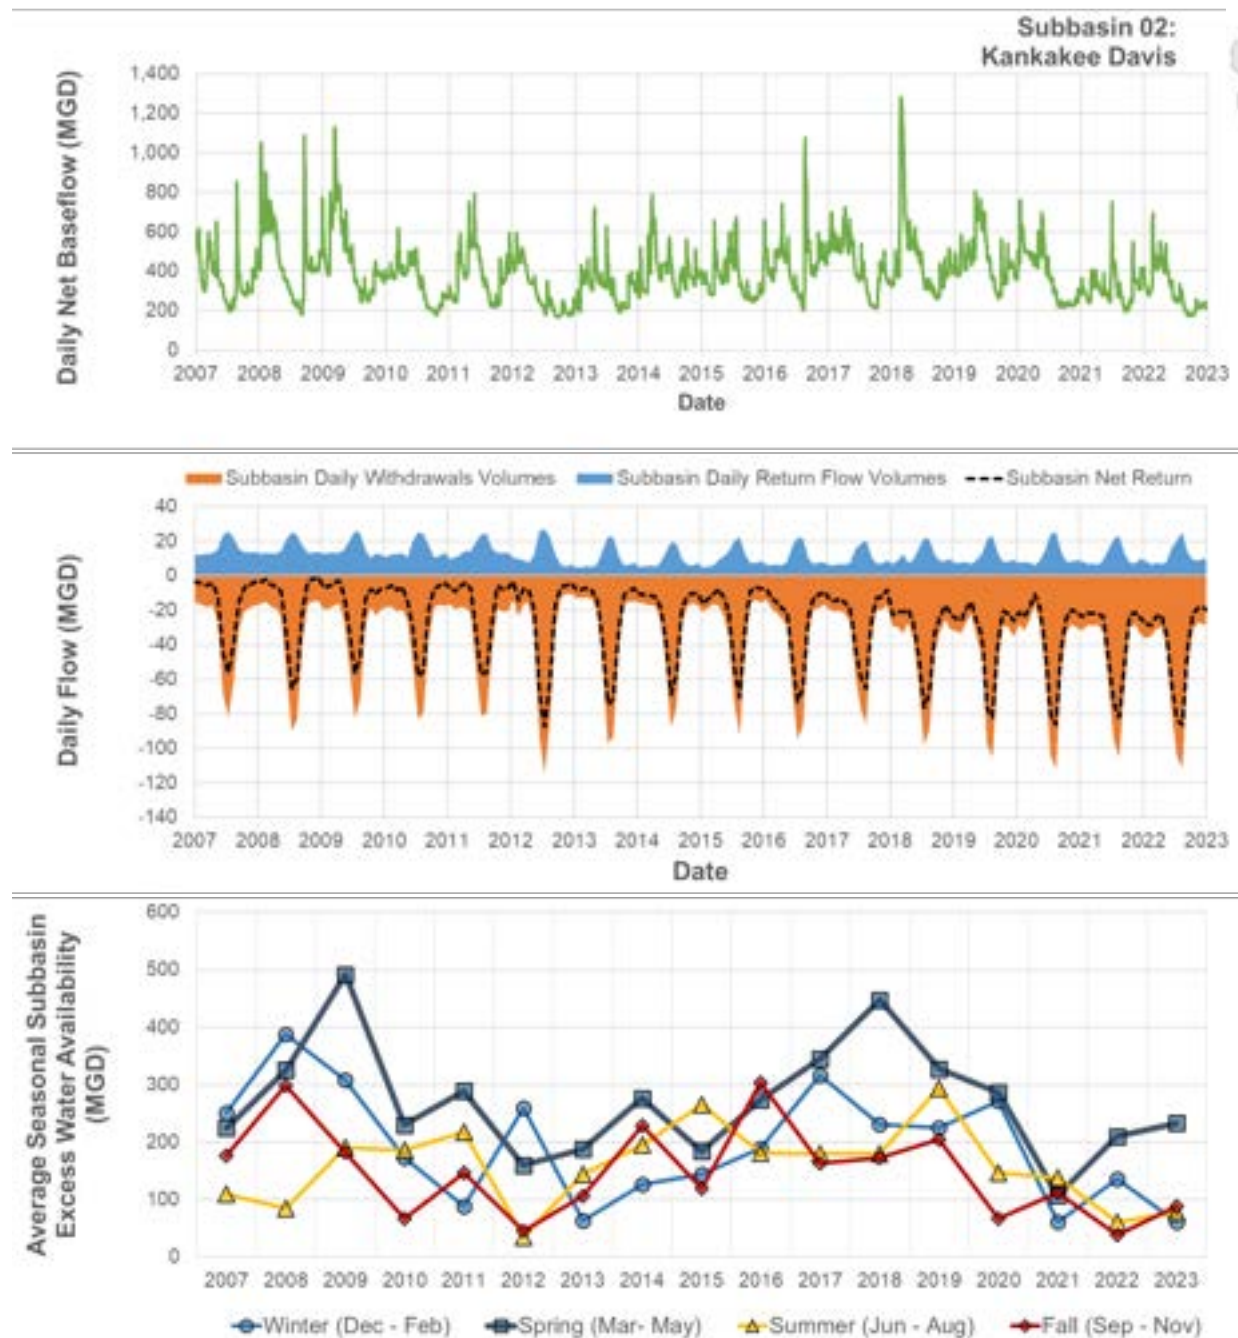 Subbasin 02:
Kankakee Davis
Daily Net Baseflow (MGD)
1,400
1,200
1,000
800
600
400
200
0
2007 2008 2009 2010 2011 2012 2013 2014 2015 2016 2017 2018 2019 2020 2021 2022 2023
Date
Subbasin Daily Withdrawals Volumes Subbasin Daily Return Flow Volumes Subbasin Net Return
Daily Flow (MGD)
40
20
0
-20
-40
-60
-80
-100
-120
-140
2007 2008 2009 2010 2011 2012 2013 2014 2015 2016 2017 2018 2019 2020 2021 2022 2023
Date
Average Seasonal Subbasin
Excess Water Availability
(MGD)
600
500
400
300
200
100
0
2007 2008 2009 2010 2011 2012 2013 2014 2015 2016 2017 2018 2019 2020 2021 2022 2023
Winter (Dec - Feb) Spring (Mar- May) Summer (Jun - Aug) Fall (Sep - Nov)